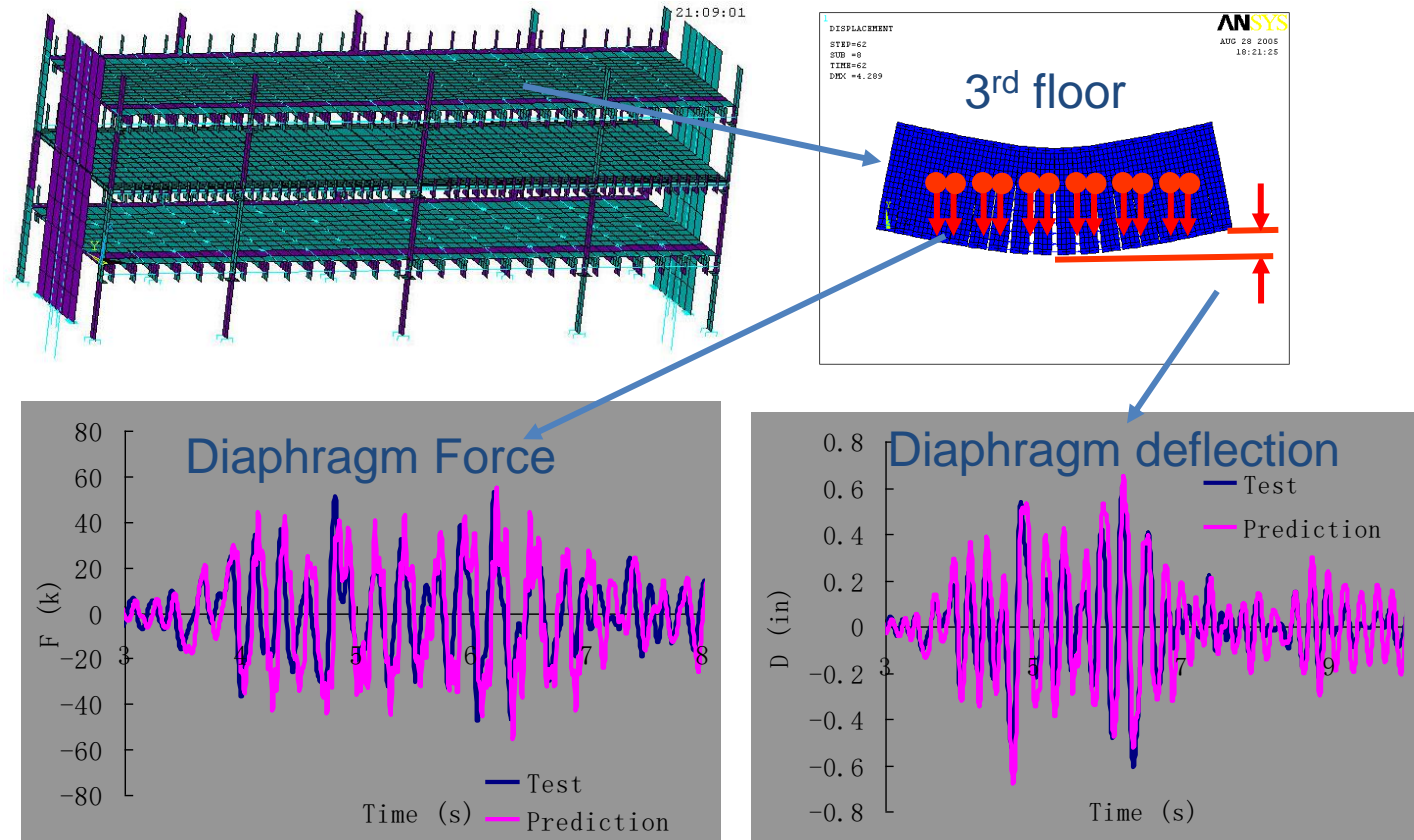 21:09:01
Y
1
DISPLACEMENT
STEP=62
SUB =8
TIME=62
DMX =4.289
ANSYS
AUG 28 2005
18:21:25
3rd floor
Y
Diaphragm Force
80
60
40
20
0
-20
-40
-60
-80
F (k)
3
4
5
6
7
8
Time (s)
Test
Prediction
Diaphragm deflection
0.8
0.6
0.4
0.2
0
-0.2
-0.4
-0.6
-0.8
D (in)
3
5
7
9
Time (s)
Test
Prediction